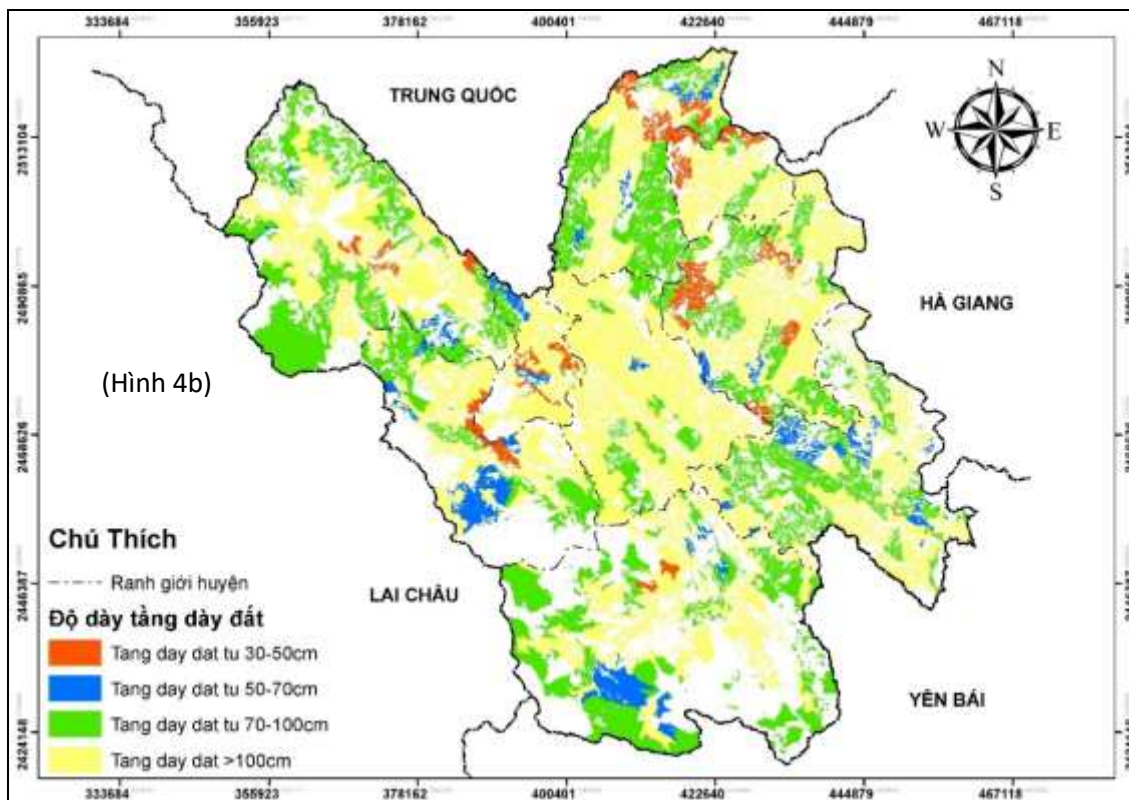 333684 355923 378162 400401 422640 444879 467118
TRUNG QUỐC
N
W E
S
2513104
2490865
HÀ GIANG
(Hình 4b)
2468626
Chú Thích
Ranh giới huyện
LAI CHÂU
2446387
Độ dày tầng dày đất
Tang day dat tu 30-50cm
Tang day dat tu 50-70cm
YÊN BÁI
Tang day dat tu 70-100cm
2424148
Tang day dat >100cm
333684 355923 378162 400401 422640 444879 467118